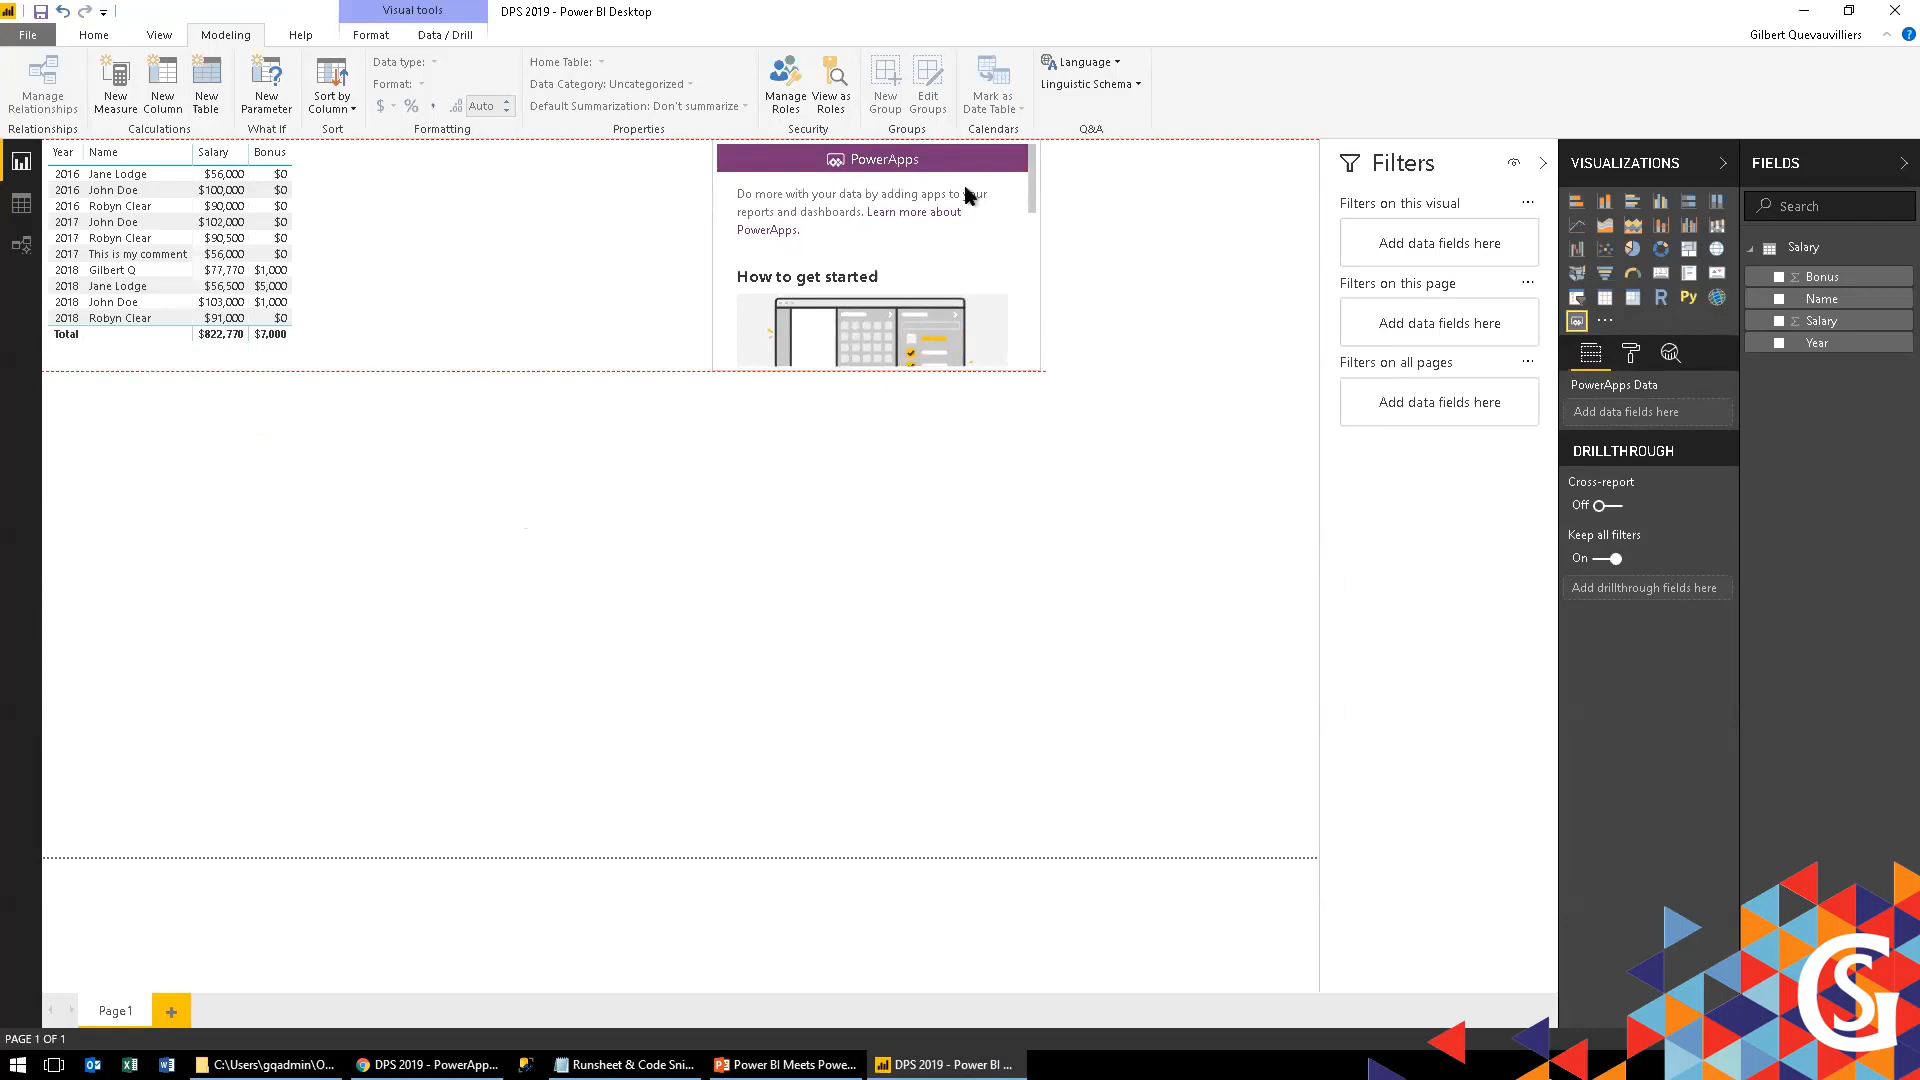 Visual tools
DPS 2019 - Power BI Desktop
File
Home
View
Modeling
Help
Format
Data / Drill
Gilbert Quevauvilliers
Manage
Relationships
Relationships
New
Measure
New
Column
New
Table
Calculations
New
Parameter
What If
Sort by
Column
Sort
Data type:
Format:
$ % , Auto
Formatting
Home Table:
Data Category: Uncategorized
Default Summarization: Don't summarize
Properties
Manage
Roles
View as
Roles
Security
New
Group
Edit
Groups
Groups
Mark as
Date Table
Calendars
Language
Linguistic Schema
Q&A
Year Name Salary Bonus
2016 Jane Lodge $56,000 $0
2016 John Doe $100,000 $0
2016 Robyn Clear $90,000 $0
2017 John Doe $102,000 $0
2017 Robyn Clear $90,500 $0
2017 This is my comment $56,000 $0
2018 Gilbert Q $77,770 $1,000
2018 Jane Lodge $56,500 $5,000
2018 John Doe $103,000 $1,000
2018 Robyn Clear $91,000 $0
Total $822,770 $7,000
PowerApps
Do more with your data by adding apps to your
reports and dashboards. Learn more about
PowerApps.
How to get started
Filters
Filters on this visual
Add data fields here
Filters on this page
Add data fields here
Filters on all pages
Add data fields here
VISUALIZATIONS
R Py
PowerApps Data
Add data fields here
DRILLTHROUGH
Cross-report
Off
Keep all filters
On
Add drillthrough fields here
FIELDS
Search
Salary
Σ Bonus
Name
Σ Salary
Year
Page1
PAGE 1 OF 1
C:\Users\gqadmin\O...
DPS 2019 - PowerApp...
Runsheet & Code Sni...
Power BI Meets Powe...
DPS 2019 - Power BI ...